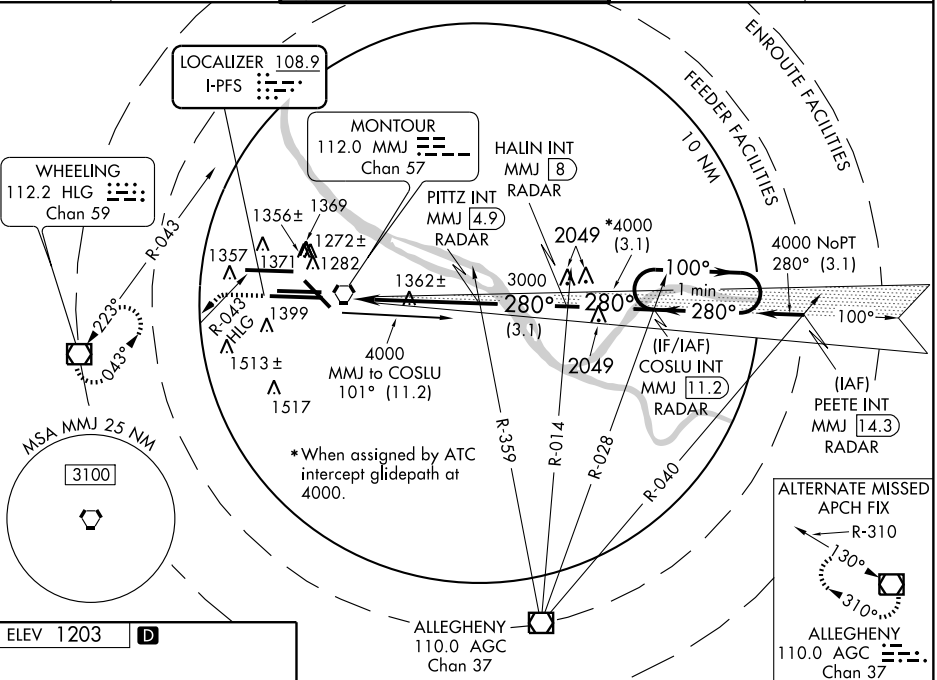 LOCALIZER 108.9
I-PFS
MONTOUR
112.0 MMJ
Chan 57
WHEELING
112.2 HLG
Chan 59
R-043
223°
043°
R-043
HLG
1357
1371
1356±
1369
1272±
1282
1362±
1399
1513±
1517
PITTZ INT
MMJ 4.9
RADAR
HALIN INT
MMJ 8
RADAR
2049
*4000
(3.1)
3000
280°
(3.1)
280°
2049
100°
1 min
280°
10 NM
FEEDER FACILITIES
ENROUTE FACILITIES
4000 NoPT
280° (3.1)
100°
(IF/IAF)
COSLU INT
MMJ 11.2
RADAR
(IAF)
PEETE INT
MMJ 14.3
RADAR
4000
MMJ to COSLU
101° (11.2)
R-359
R-014
R-028
R-040
*When assigned by ATC
intercept glidepath at
4000.
MSA MMJ 25 NM
3100
ALLEGHENY
110.0 AGC
Chan 37
ALTERNATE MISSED
APCH FIX
R-310
130°
310°
ALLEGHENY
110.0 AGC
Chan 37
ELEV 1203 D